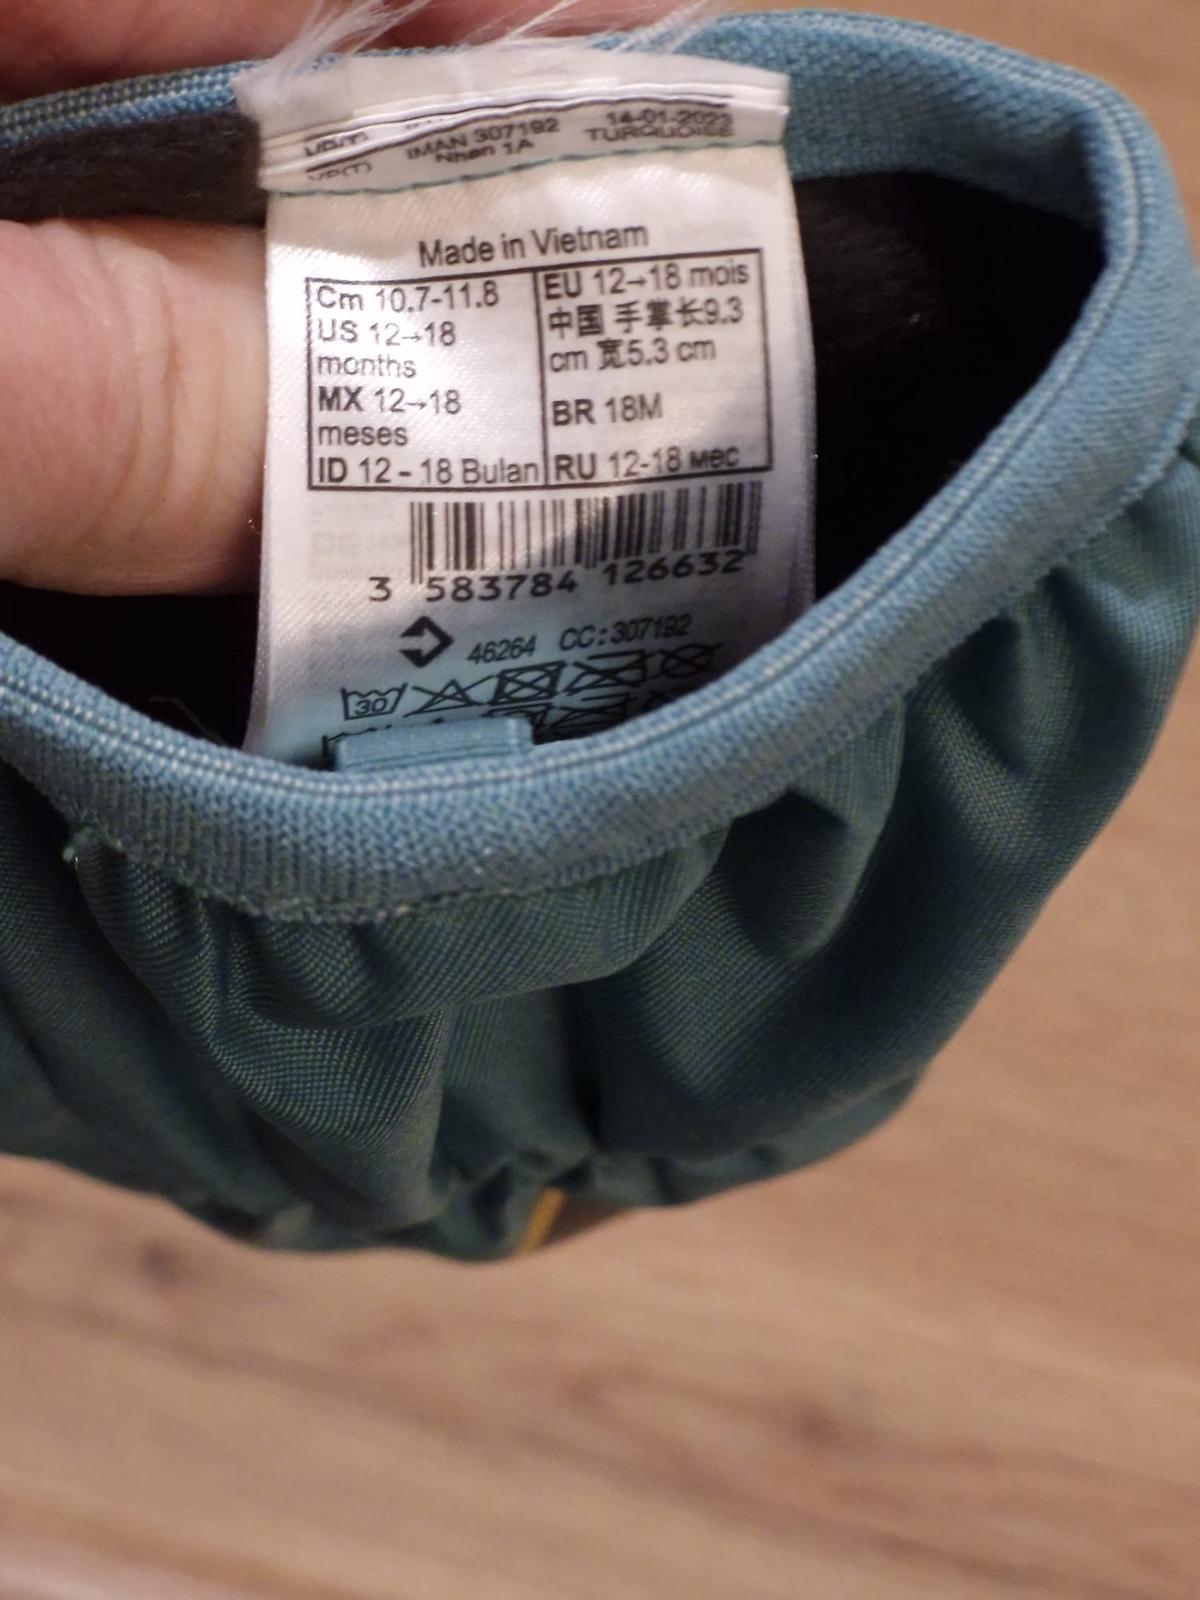 IMAN 307192
Nhan 1A
14-01-2023
TURQUOISE
VP(T)
Made in Vietnam
Cm 10.7-11.8
US 12→18
months
MX 12→18
meses
ID 12 - 18 Bulan
EU 12→18 mois
中国 手掌长9.3
cm 宽5.3 cm
BR 18M
RU 12-18 мес
3 583784 126632
46264 CC:307192
30